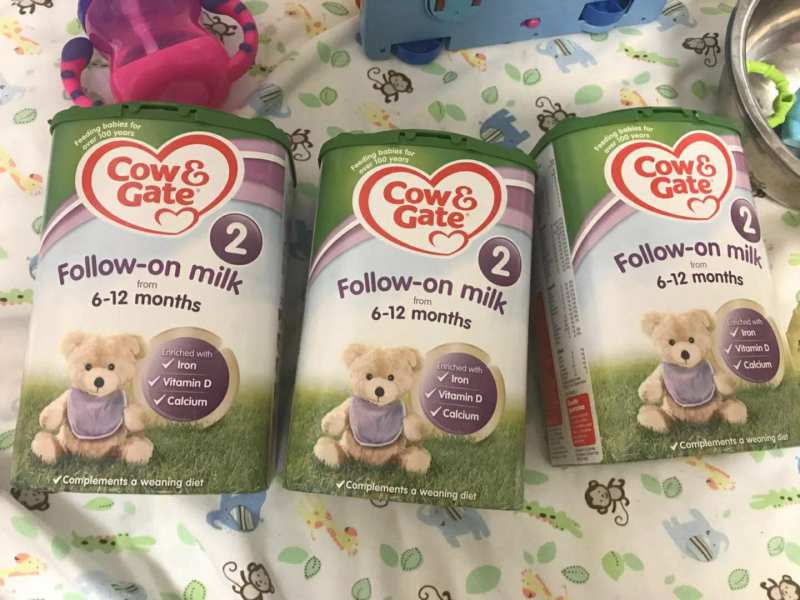 Feeding babies for
over 100 years
Cow &
Gate
2
Follow-on milk
from
6-12 months
Enriched with
✓ Iron
✓ Vitamin D
✓ Calcium
✓ Complements a weaning diet
Feeding babies for
over 100 years
Cow &
Gate
2
Follow-on milk
from
6-12 months
Enriched with
✓ Iron
✓ Vitamin D
✓ Calcium
✓ Complements a weaning diet
Feeding babies for
over 100 years
Cow &
Gate
2
Follow-on milk
from
6-12 months
Enriched with
✓ Iron
✓ Vitamin D
✓ Calcium
✓ Complements a weaning diet